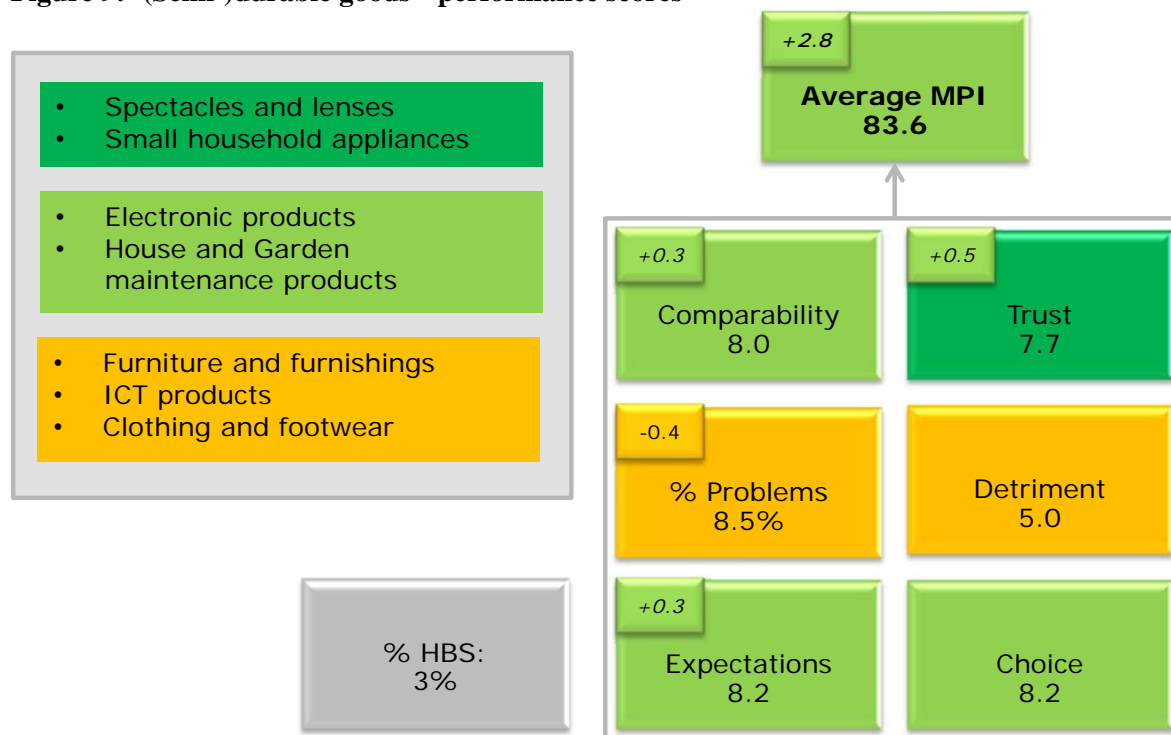 • Spectacles and lenses
• Small household appliances
• Electronic products
• House and Garden
maintenance products
• Furniture and furnishings
• ICT products
• Clothing and footwear
+2.8
Average MPI
83.6
+0.3
Comparability
8.0
+0.5
Trust
7.7
-0.4
% Problems
8.5%
Detriment
5.0
+0.3
Expectations
8.2
Choice
8.2
% HBS:
3%